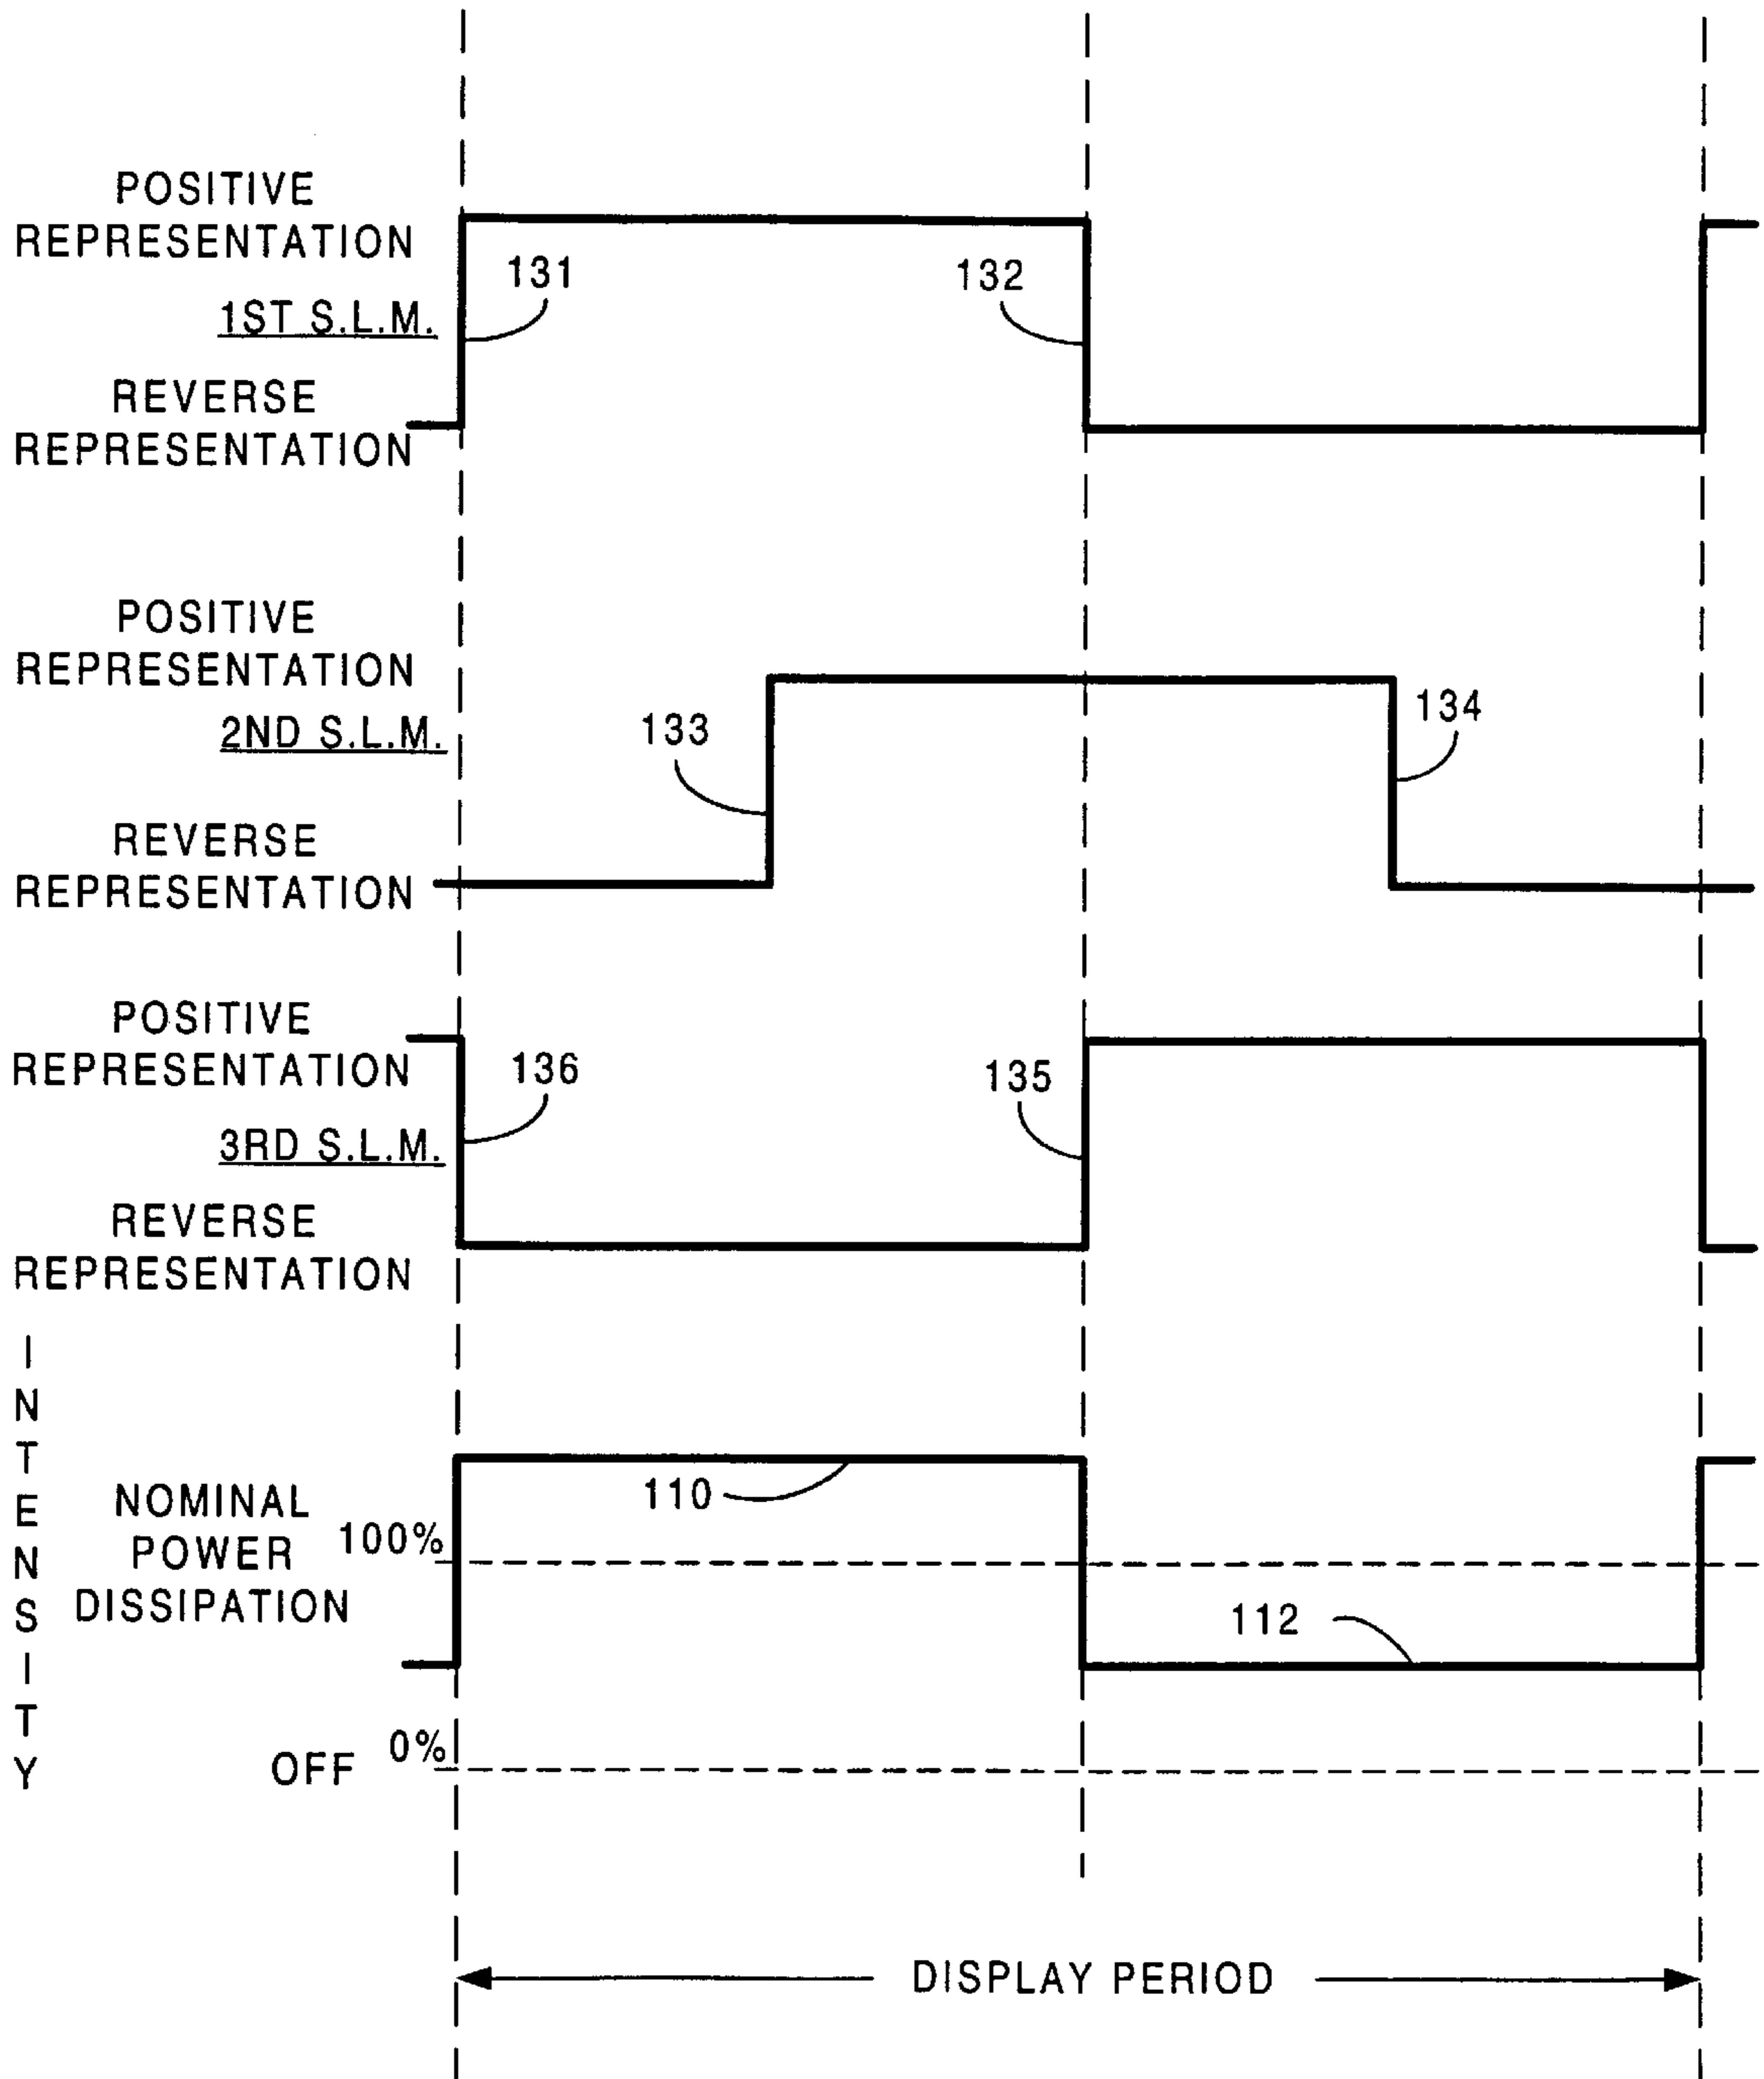 POSITIVE
REPRESENTATION
131
132
1ST S.L.M.
REVERSE
REPRESENTATION
POSITIVE
REPRESENTATION
133
134
2ND S.L.M.
REVERSE
REPRESENTATION
POSITIVE
REPRESENTATION
136
135
3RD S.L.M.
REVERSE
REPRESENTATION
INTENSITY
NOMINAL
POWER
DISSIPATION
100%
110
112
0%
OFF
DISPLAY PERIOD